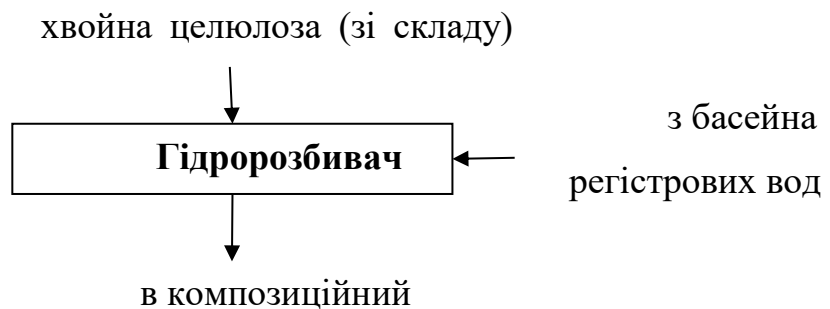 хвойна целюлоза (зі складу)
з басейна
Гідророзбивач
регістрових вод
в композиційний